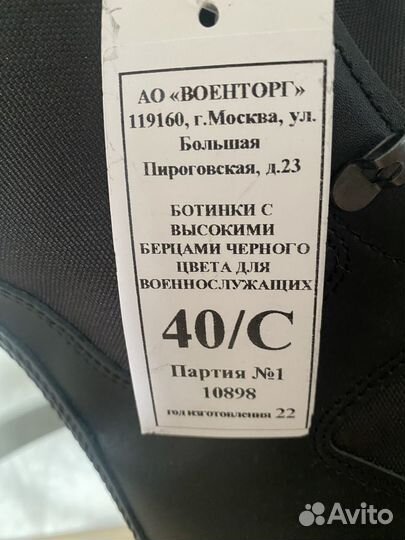 АО «ВОЕНТОРГ»
119160, г.Москва, ул.
Большая
Пироговская, д.23
БОТИНКИ С
ВЫСОКИМИ
БЕРЦАМИ ЧЕРНОГО
ЦВЕТА ДЛЯ
ВОЕННОСЛУЖАЩИХ
40/С
Партия №1
10898
год изготовления 22
Avito